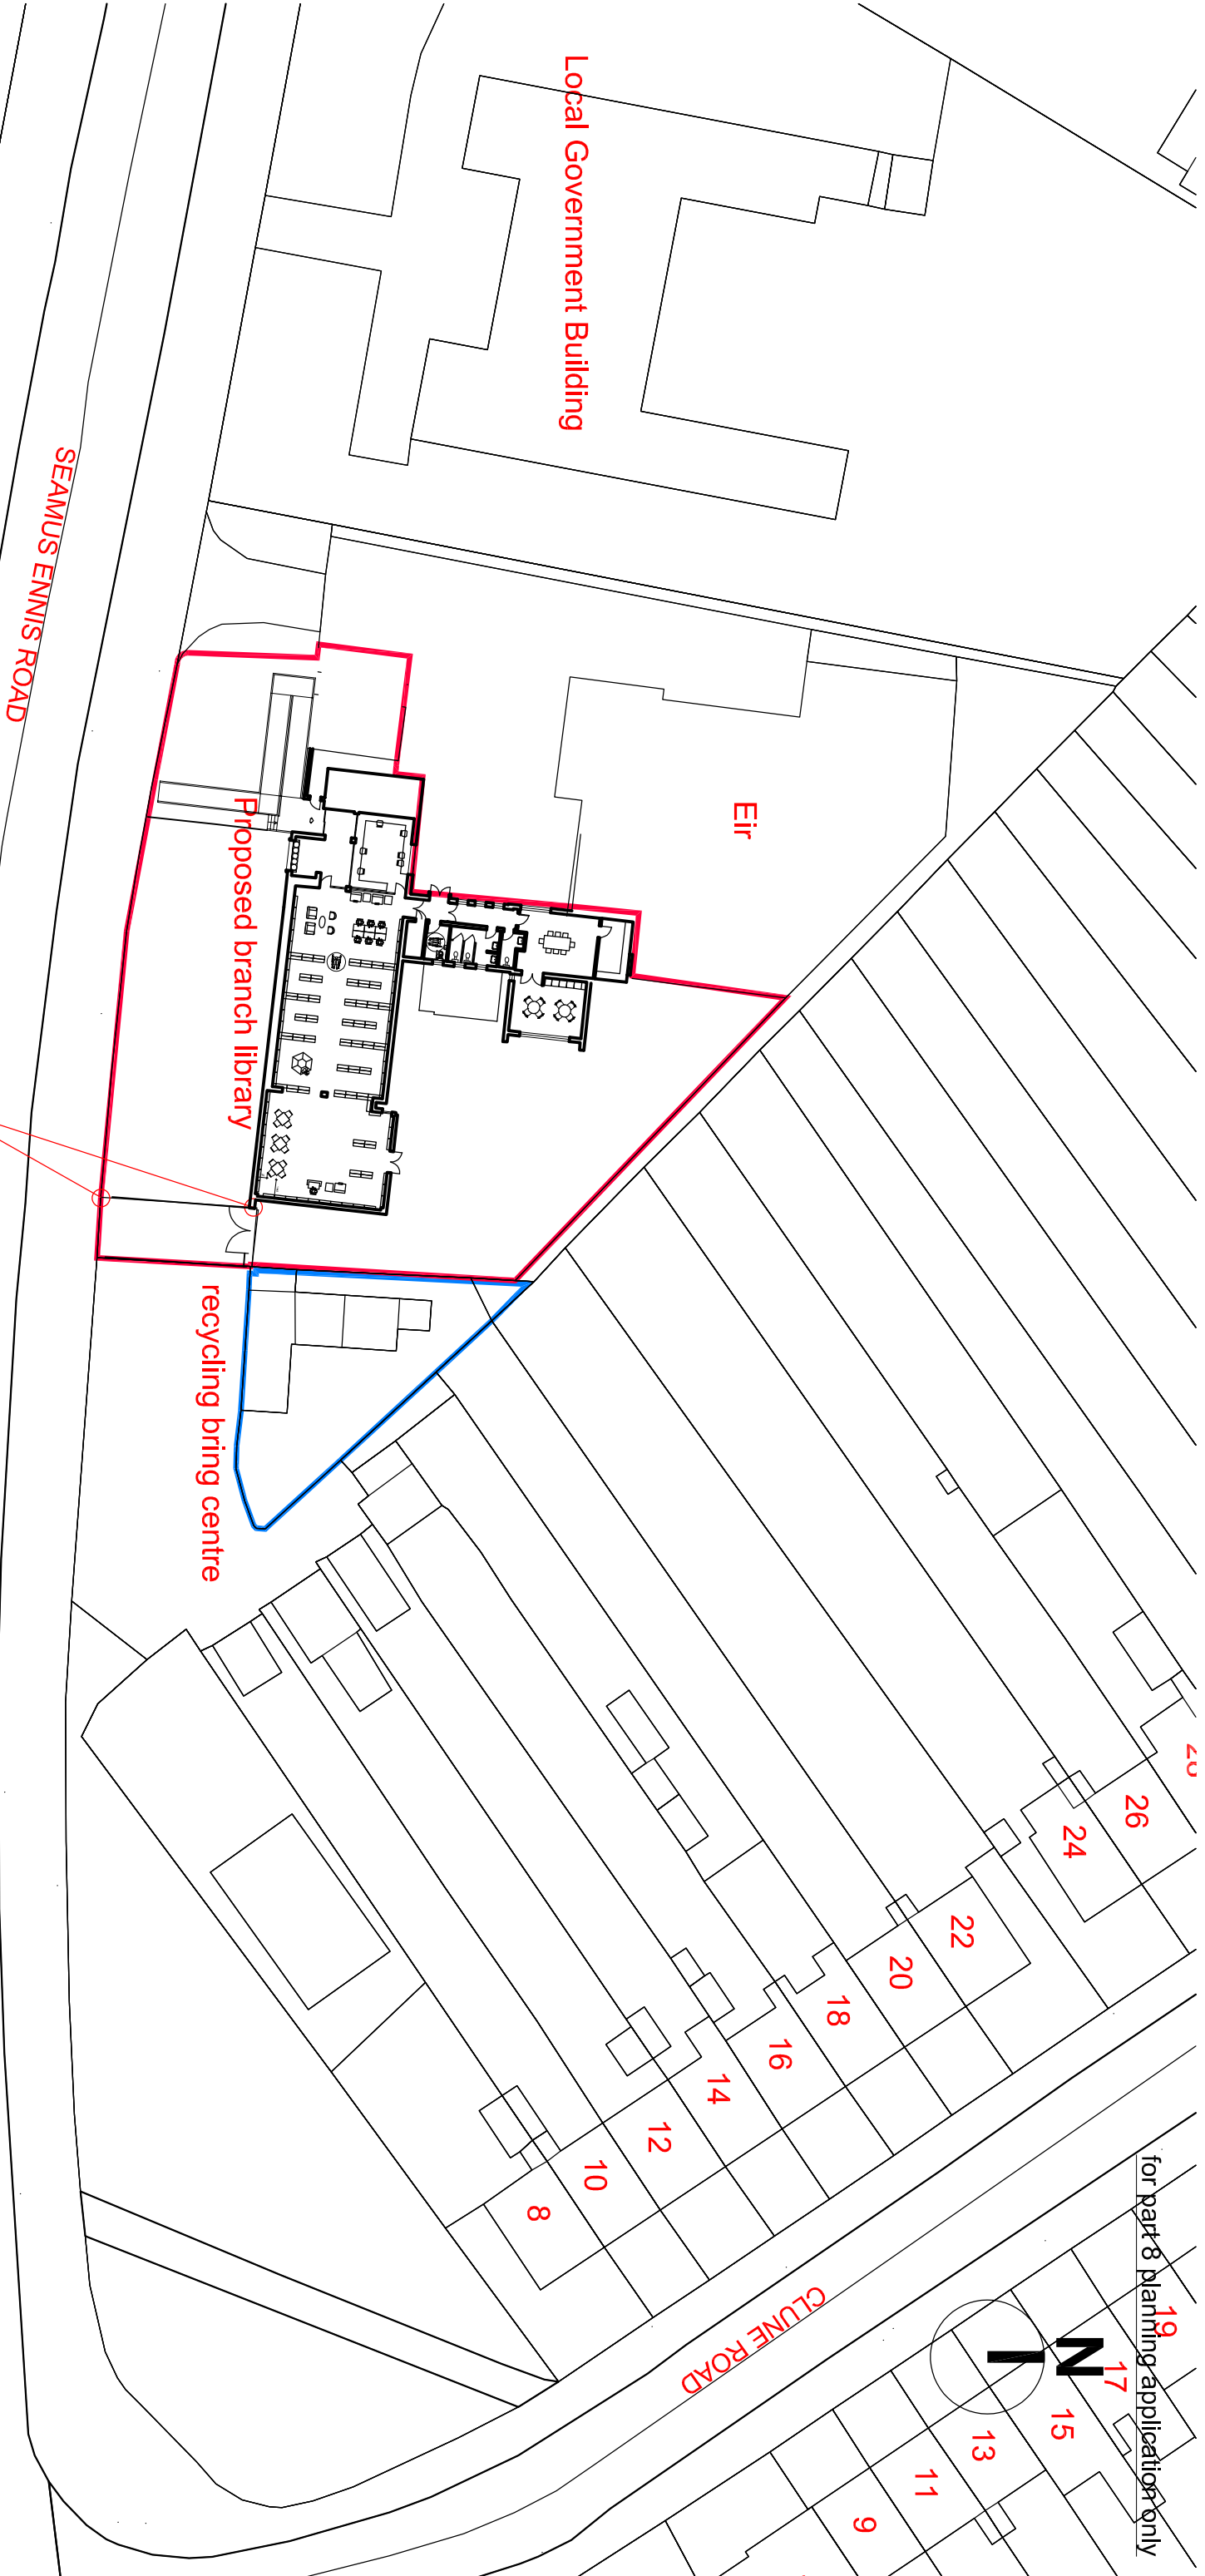 for part 8 planning application only
N
Local Government Building
Eir
SEAMUS ENNIS ROAD
Proposed branch library
recycling bring centre
CLUNE ROAD
26
24
22
20
18
16
14
12
10
8
19
17
15
13
11
9